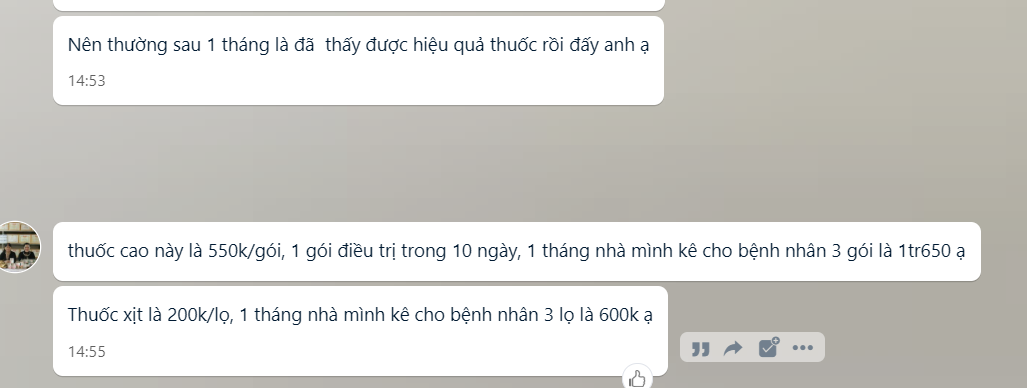 Nên thường sau 1 tháng là đã  thấy được hiệu quả thuốc rồi đấy anh ạ
14:53
thuốc cao này là 550k/gói, 1 gói điều trị trong 10 ngày, 1 tháng nhà mình kê cho bệnh nhân 3 gói là 1tr650 ạ
Thuốc xịt là 200k/lọ, 1 tháng nhà mình kê cho bệnh nhân 3 lọ là 600k ạ
14:55